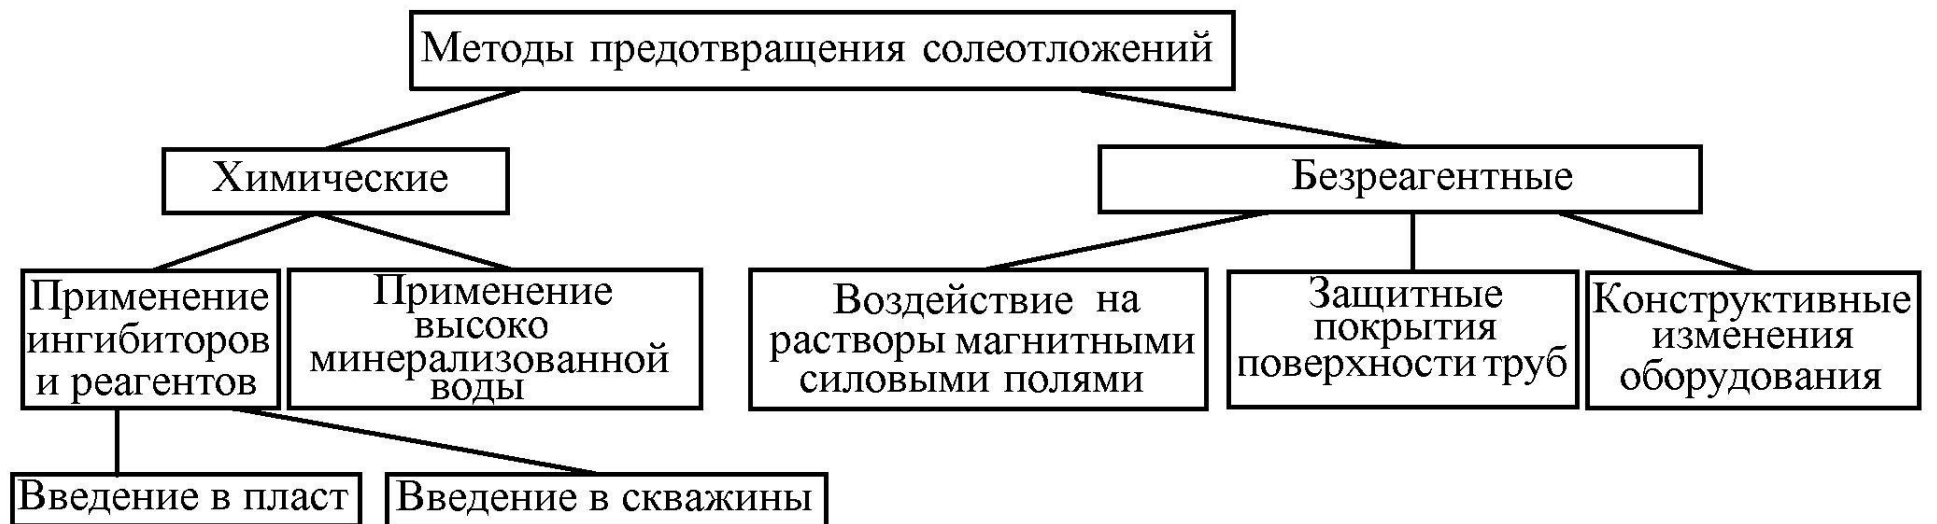 Методы предотвращения солеотложений
Химические
Безреагентные
Применение
ингибиторов
и реагентов
Применение
высоко
минерализованной
воды
Воздействие на
растворы магнитными
силовыми полями
Защитные
покрытия
поверхности труб
Конструктивные
изменения
оборудования
Введение в пласт
Введение в скважины